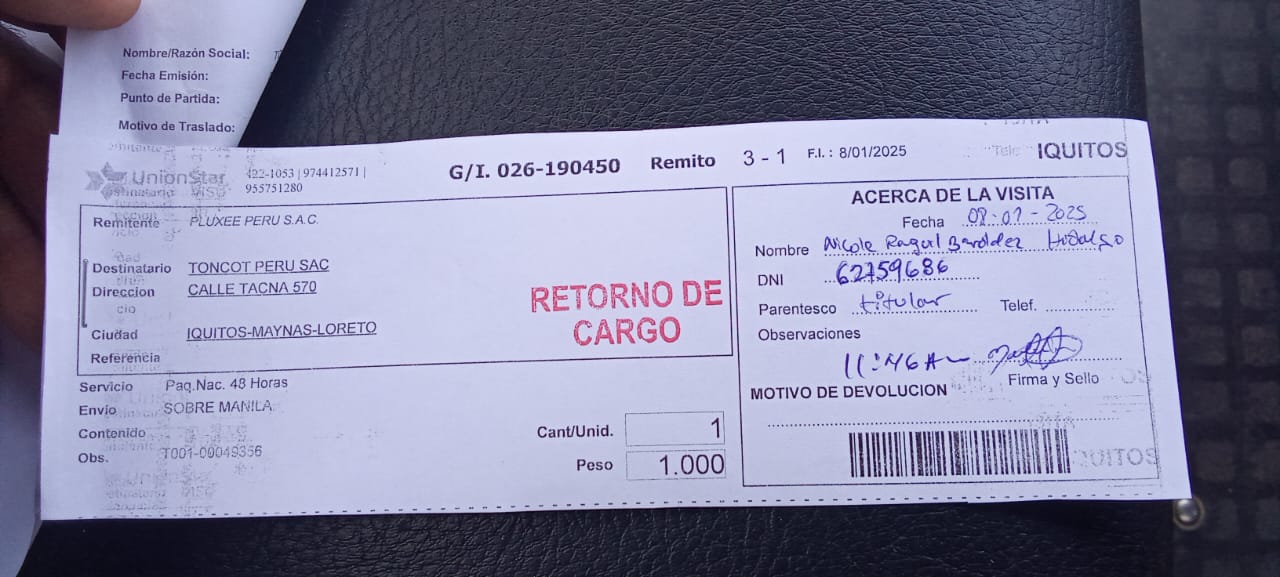 Nombre/Razón Social:
Fecha Emisión:
Punto de Partida:
Motivo de Traslado:
UnionStar
422-1053 | 974412571 |
955751280
G/I. 026-190450 Remito 3 - 1 F.I. : 8/01/2025 IQUITOS
Remitente PLUXEE PERU S.A.C.
Destinatario TONCOT PERU SAC
Direccion CALLE TACNA 570
Ciudad IQUITOS-MAYNAS-LORETO
Referencia
RETORNO DE
CARGO
Servicio Paq.Nac. 48 Horas
Envio SOBRE MANILA
Contenido
Obs. T001-00049356
Cant/Unid. 1
Peso 1.000
ACERCA DE LA VISITA
Fecha 08-01-2025
Nombre Nicole Hidalgo
DNI 62759686
Parentesco titular Telef.
Observaciones
11:46 A
Firma y Sello
MOTIVO DE DEVOLUCION
QUITOS